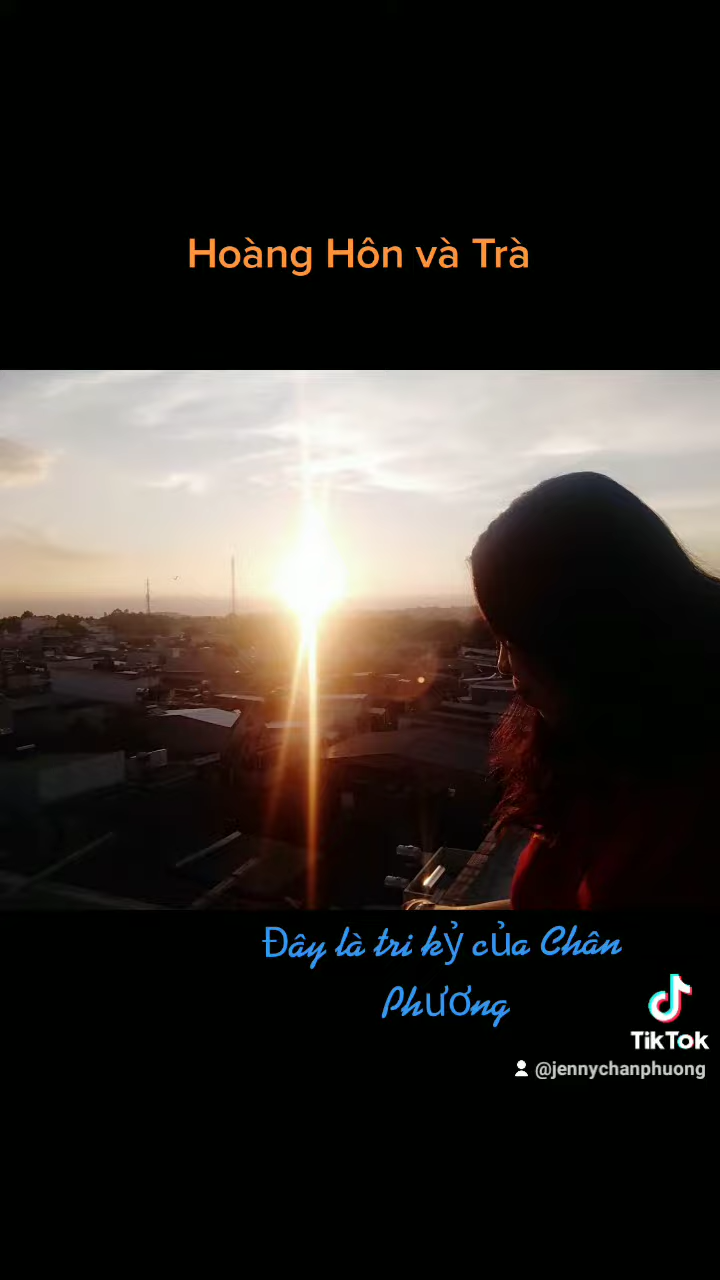 Hoàng Hôn và Trà
Đây là tri kỷ của Chân
Phương
TikTok
@jennychanphuong